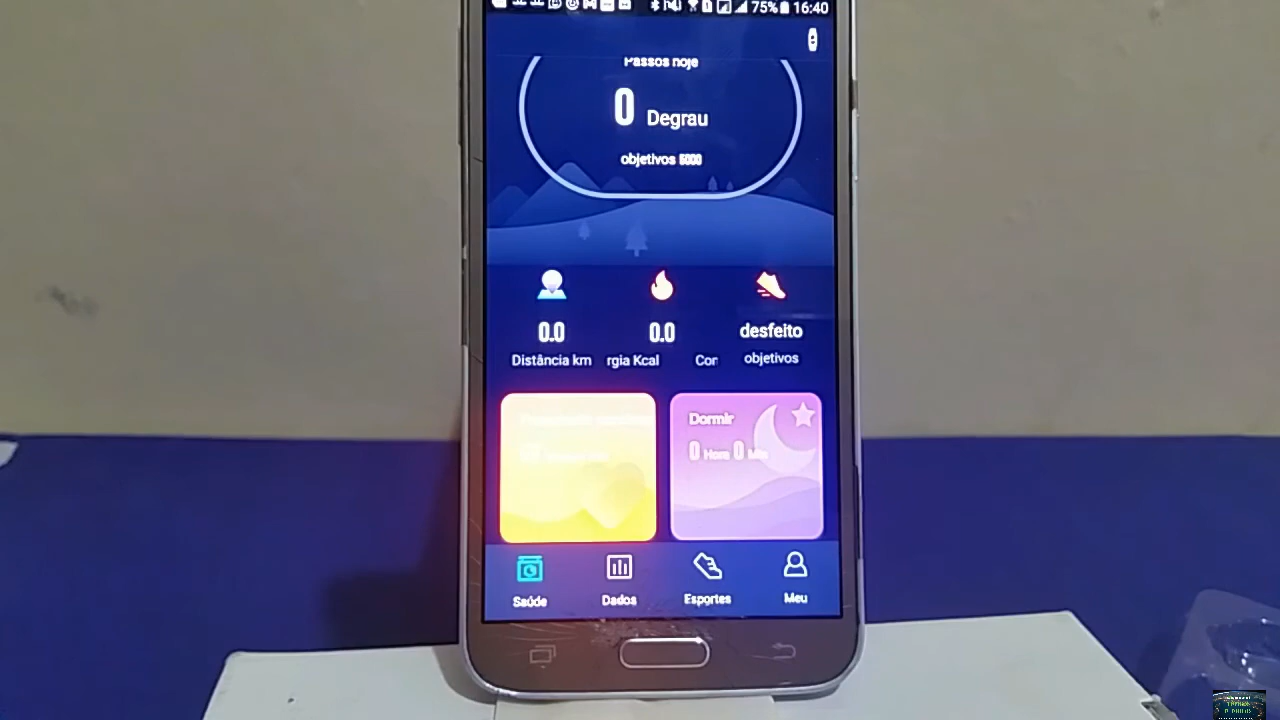 75% 16:40
Passos hoje
0 Degrau
objetivos 5000
0.0 0.0 desfeito
Distância km rgia Kcal Cor objetivos
Dormir
0 Hora 0 Min
Saúde Dados Esportes Meu